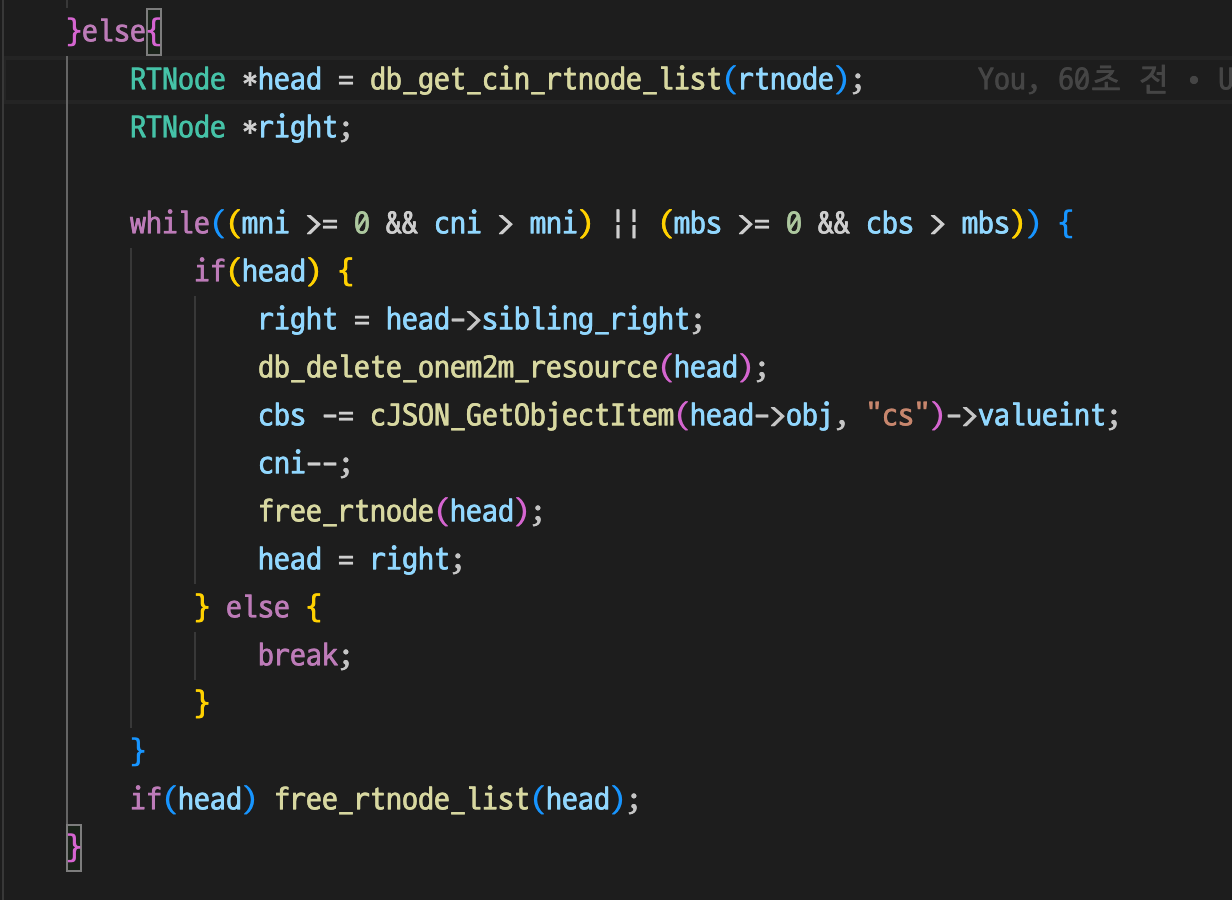 }else{
RTNode *head = db_get_cin_rtnode_list(rtnode); You, 60초 전 • U
RTNode *right;
while((mni >= 0 && cni > mni) || (mbs >= 0 && cbs > mbs)) {
if(head) {
right = head->sibling_right;
db_delete_onem2m_resource(head);
cbs -= cJSON_GetObjectItem(head->obj, "cs")->valueint;
cni--;
free_rtnode(head);
head = right;
} else {
break;
}
}
if(head) free_rtnode_list(head);
}